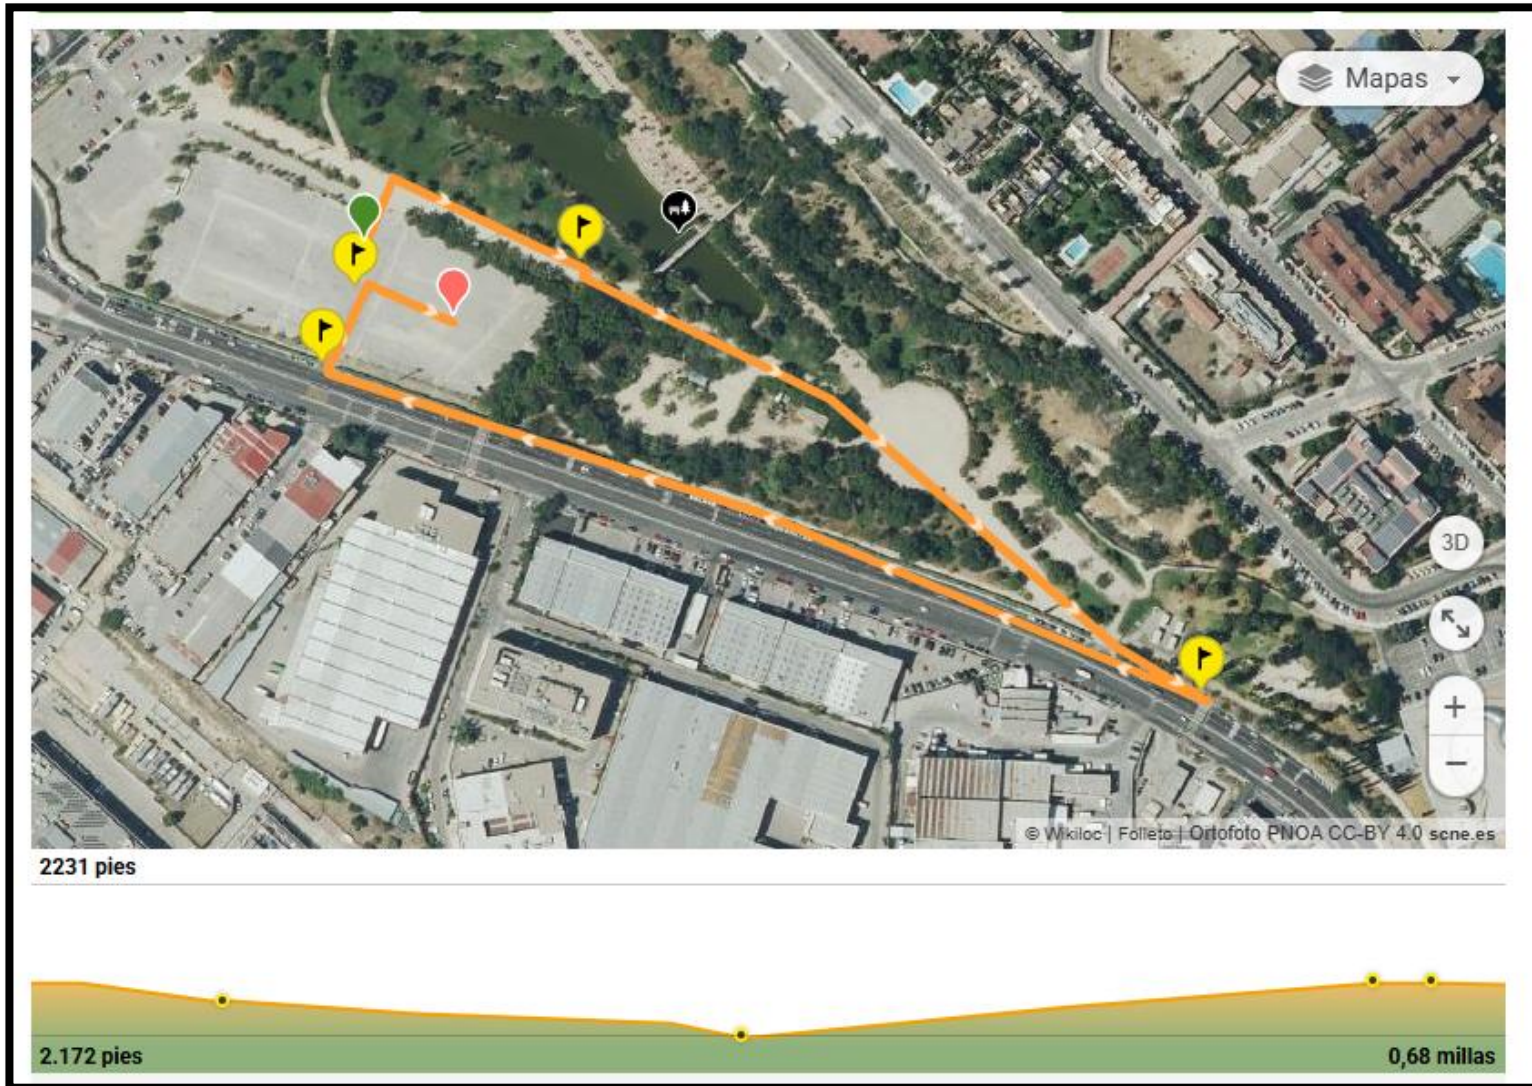 Mapas
3D
+
−
© Wikiloc | Folleto | Ortofoto PNOA CC-BY 4.0 scne.es
2231 pies
2.172 pies
0,68 millas